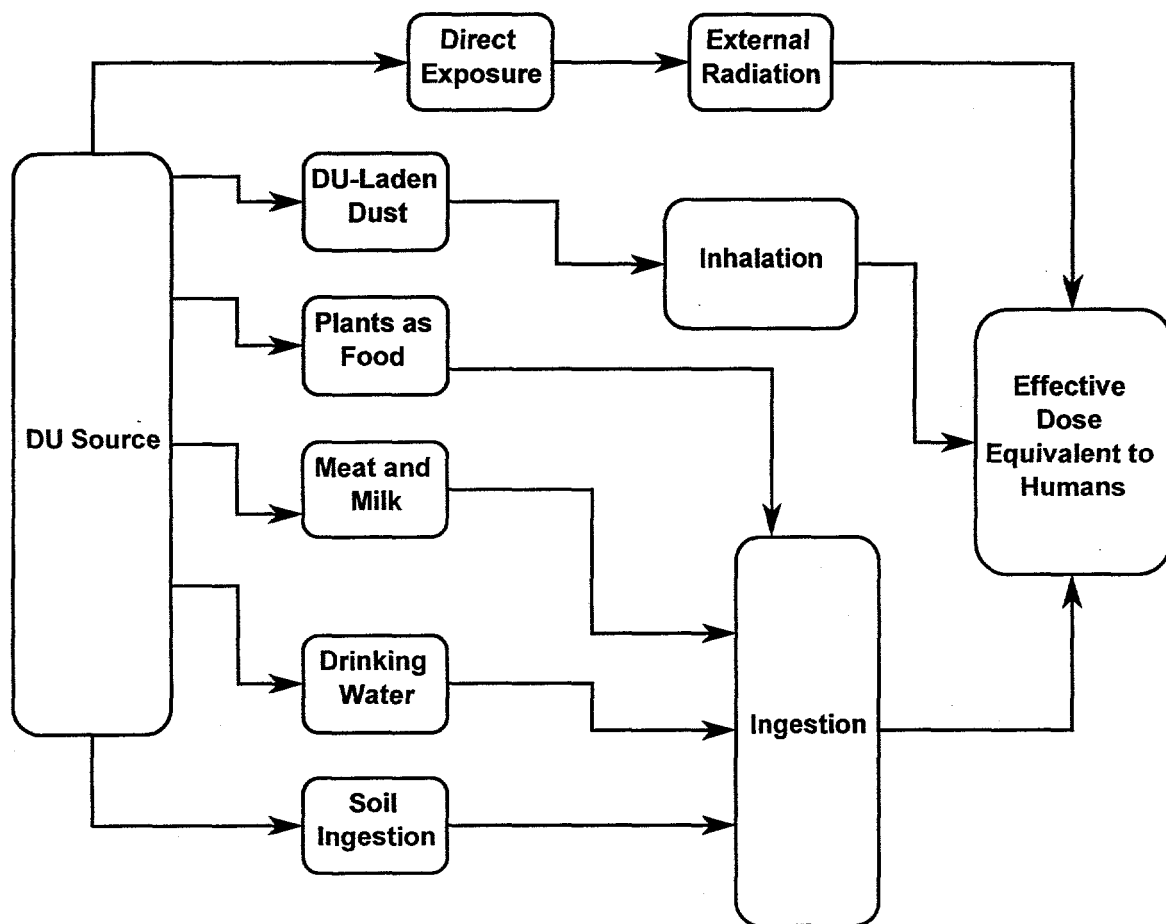 Direct
Exposure
External
Radiation
DU-Laden
Dust
Inhalation
Plants as
Food
DU Source
Effective
Dose
Equivalent to
Humans
Meat and
Milk
Drinking
Water
Ingestion
Soil
Ingestion